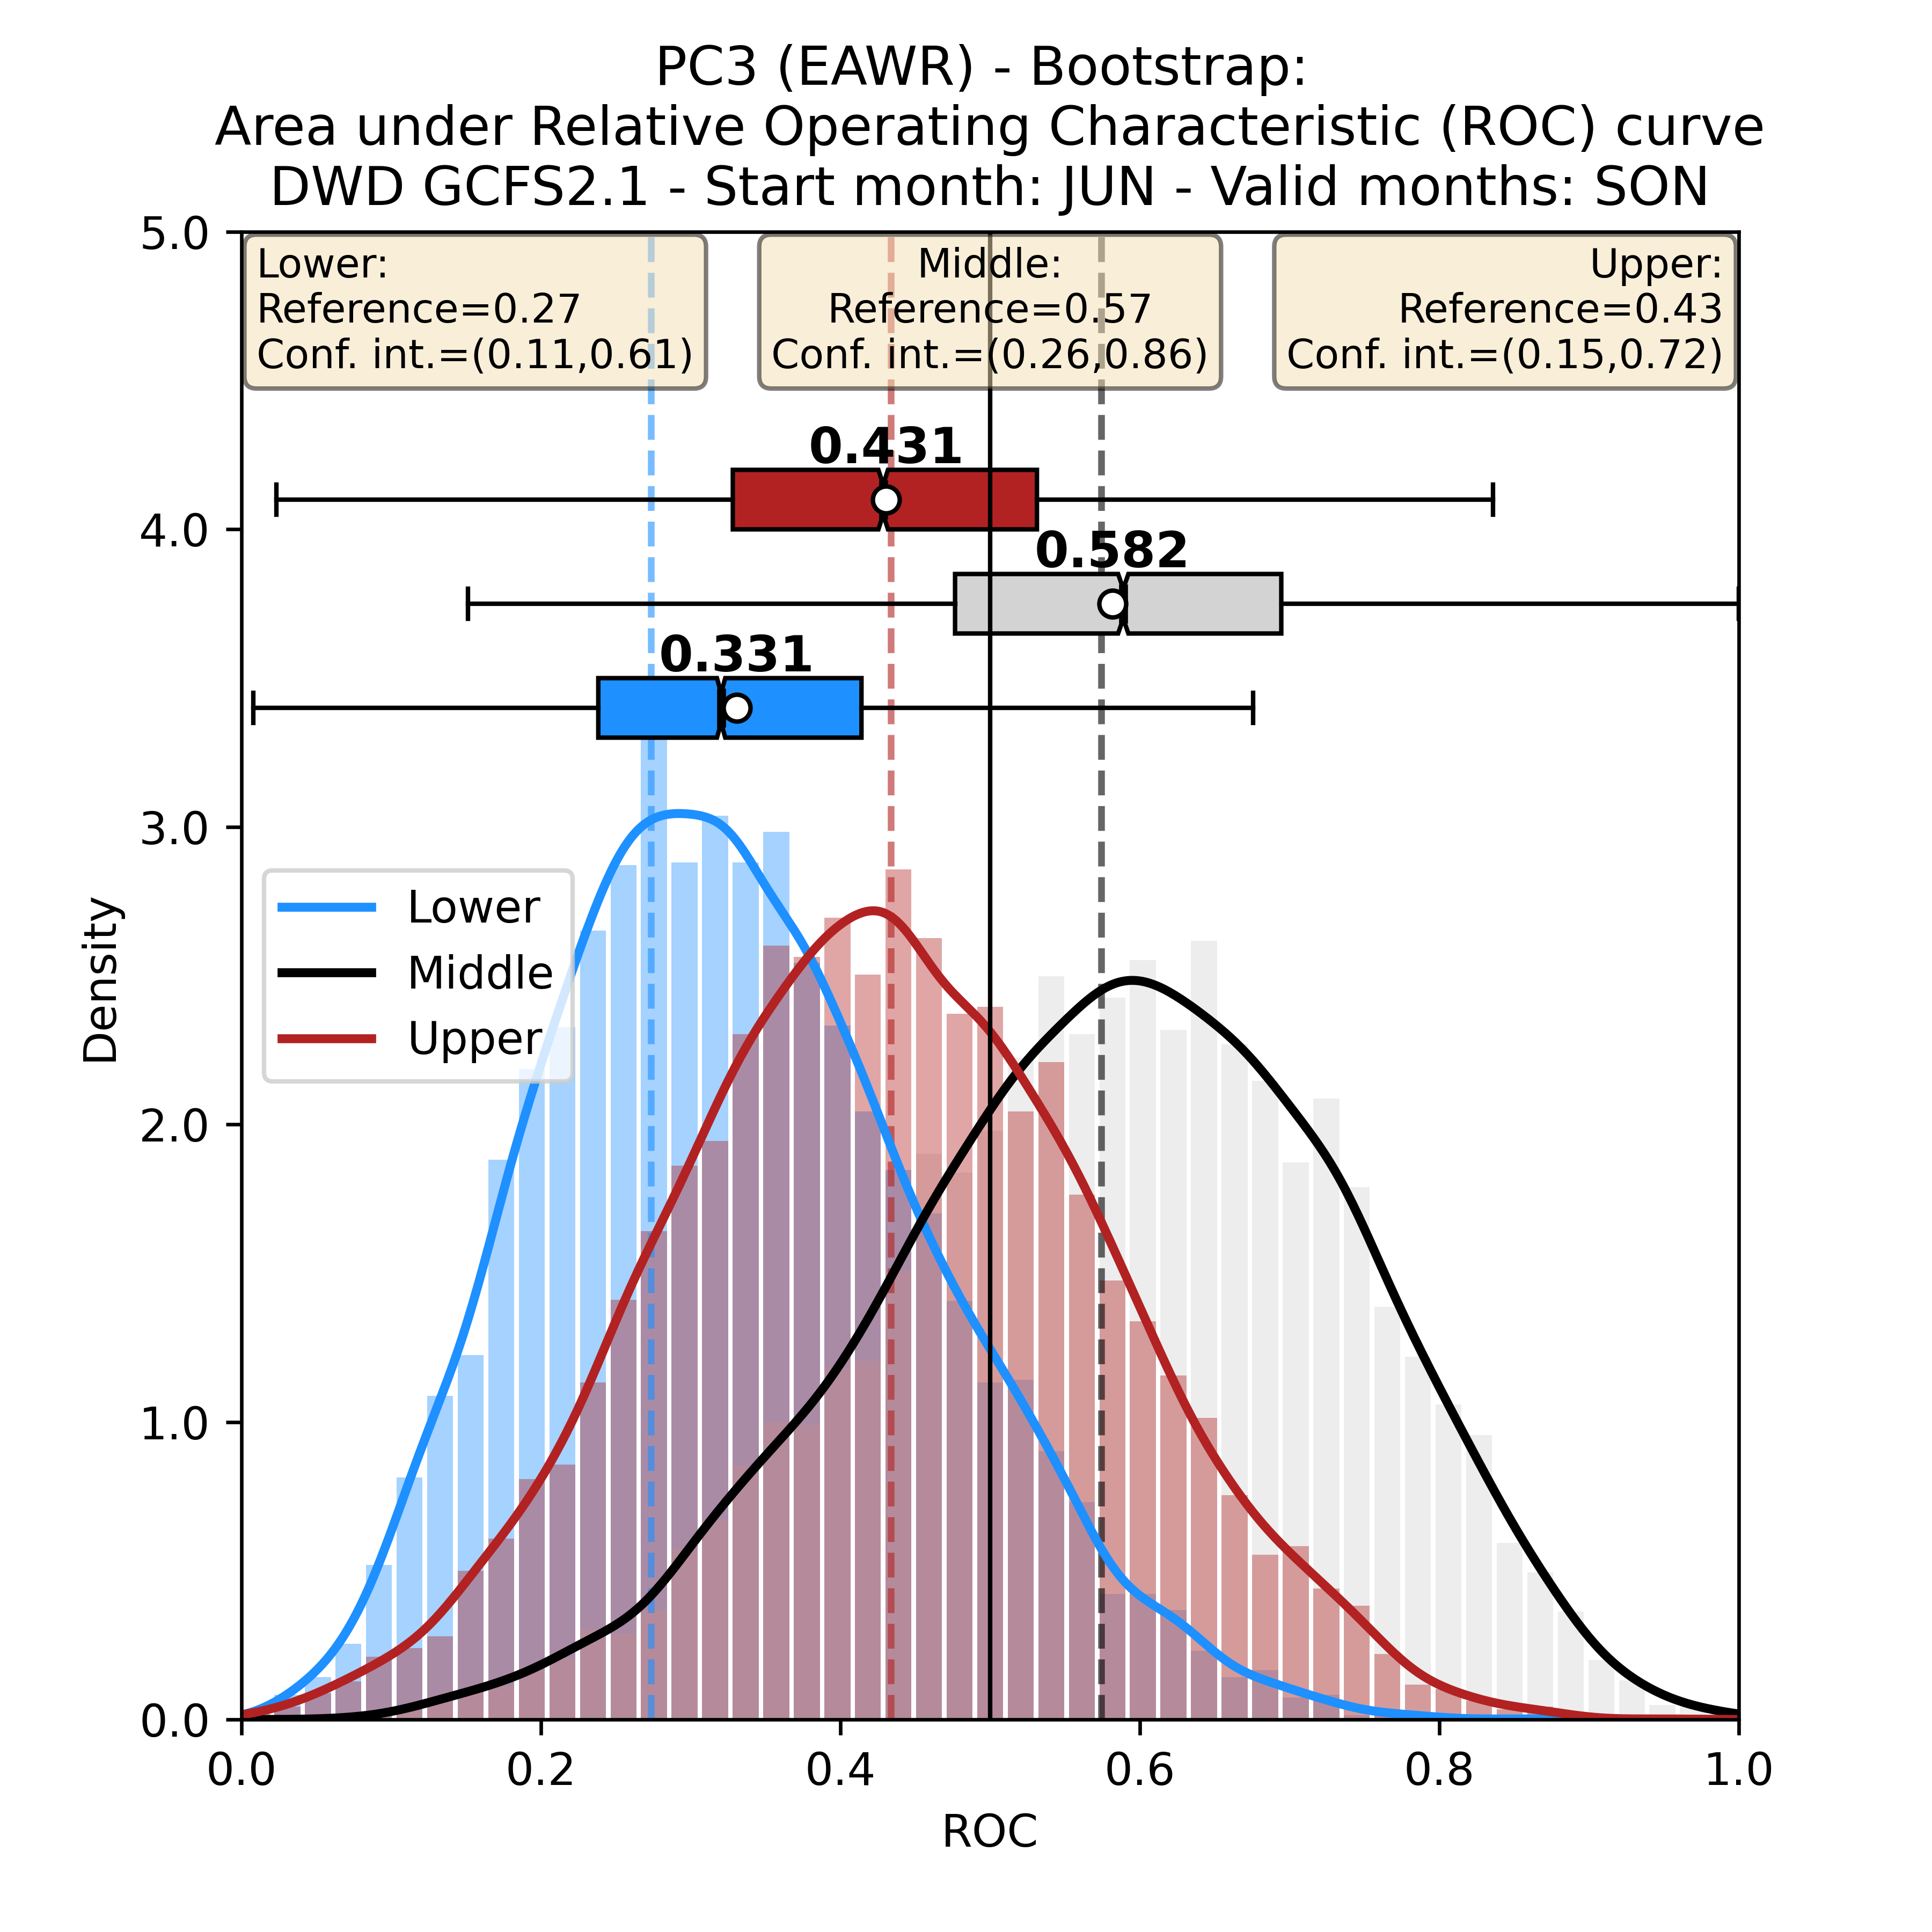 PC3 (EAWR) - Bootstrap:
Area under Relative Operating Characteristic (ROC) curve
DWD GCFS2.1 - Start month: JUN - Valid months: SON
Lower:
Reference=0.27
Conf. int.=(0.11,0.61)
Middle:
Reference=0.57
Conf. int.=(0.26,0.86)
Upper:
Reference=0.43
Conf. int.=(0.15,0.72)
0.431
0.582
0.331
Lower
Middle
Upper
Density
5.0
4.0
3.0
2.0
1.0
0.0
0.0
0.2
0.4
0.6
0.8
1.0
ROC